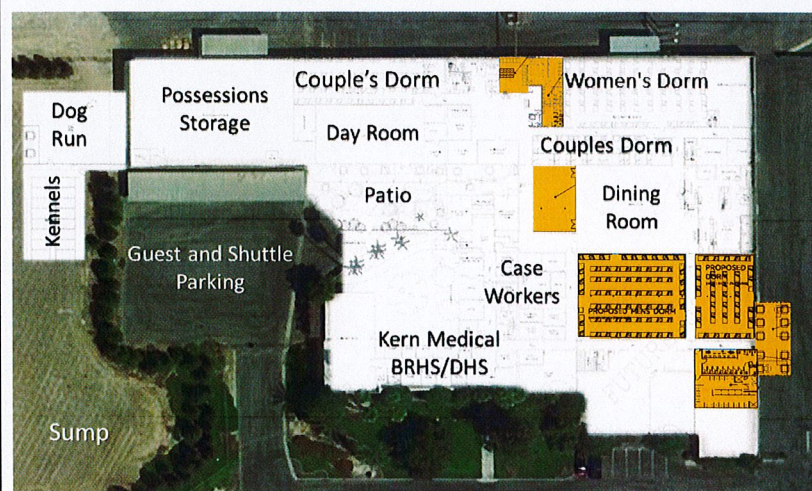 Couple's Dorm
Women's Dorm
Possessions
Storage
Dog
Run
Day Room
Couples Dorm
Patio
Dining
Room
Kennels
Guest and Shuttle
Parking
Case
Workers
PROPOSED
DORM
PROPOSED MENS DORM
Kern Medical
BRHS/DHS
Sump